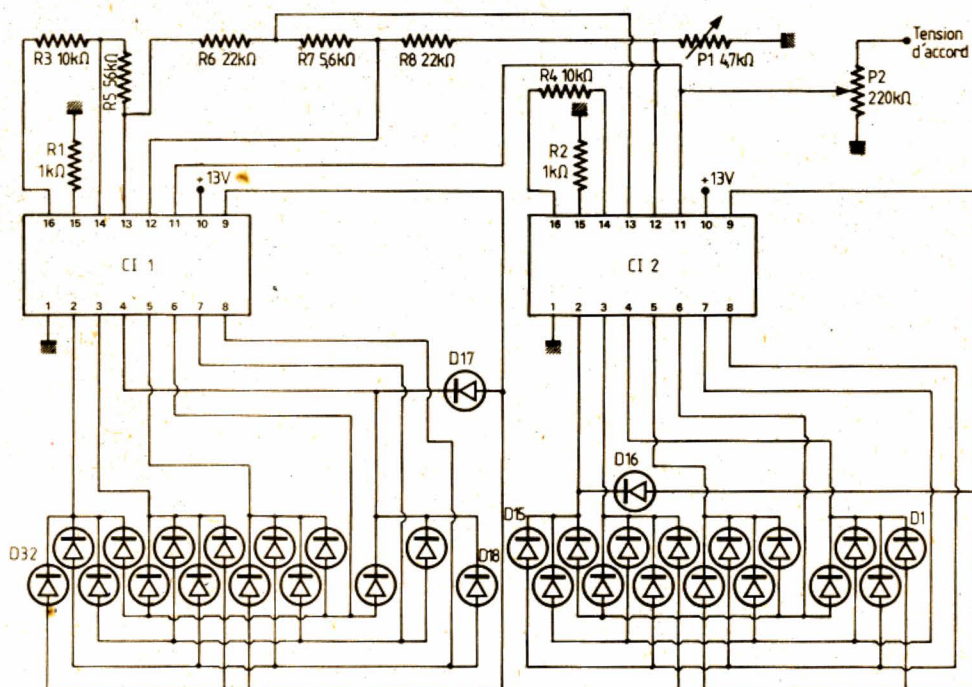 R3 10kΩ
R5 56kΩ
R6 22kΩ
R7 5,6kΩ
R8 22kΩ
P1 4,7kΩ
Tension
d'accord
P2
220kΩ
R4 10kΩ
R1
1kΩ
R2
1kΩ
+13V
+13V
16 15 14 13 12 11 10 9
16 15 14 13 12 11 10 9
CI 1
CI 2
1 2 3 4 5 6 7 8
1 2 3 4 5 6 7 8
D17
D16
D32
D18
D15
D1